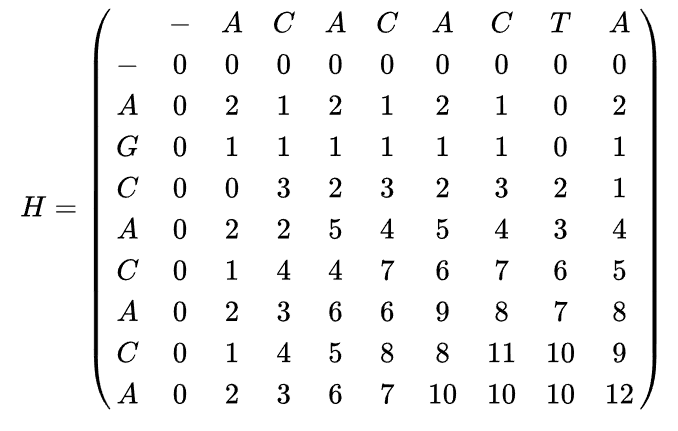 − A C A C A C T A
− 0 0 0 0 0 0 0 0 0
A 0 2 1 2 1 2 1 0 2
G 0 1 1 1 1 1 1 0 1
C 0 0 3 2 3 2 3 2 1
H = A 0 2 2 5 4 5 4 3 4
C 0 1 4 4 7 6 7 6 5
A 0 2 3 6 6 9 8 7 8
C 0 1 4 5 8 8 11 10 9
A 0 2 3 6 7 10 10 10 12